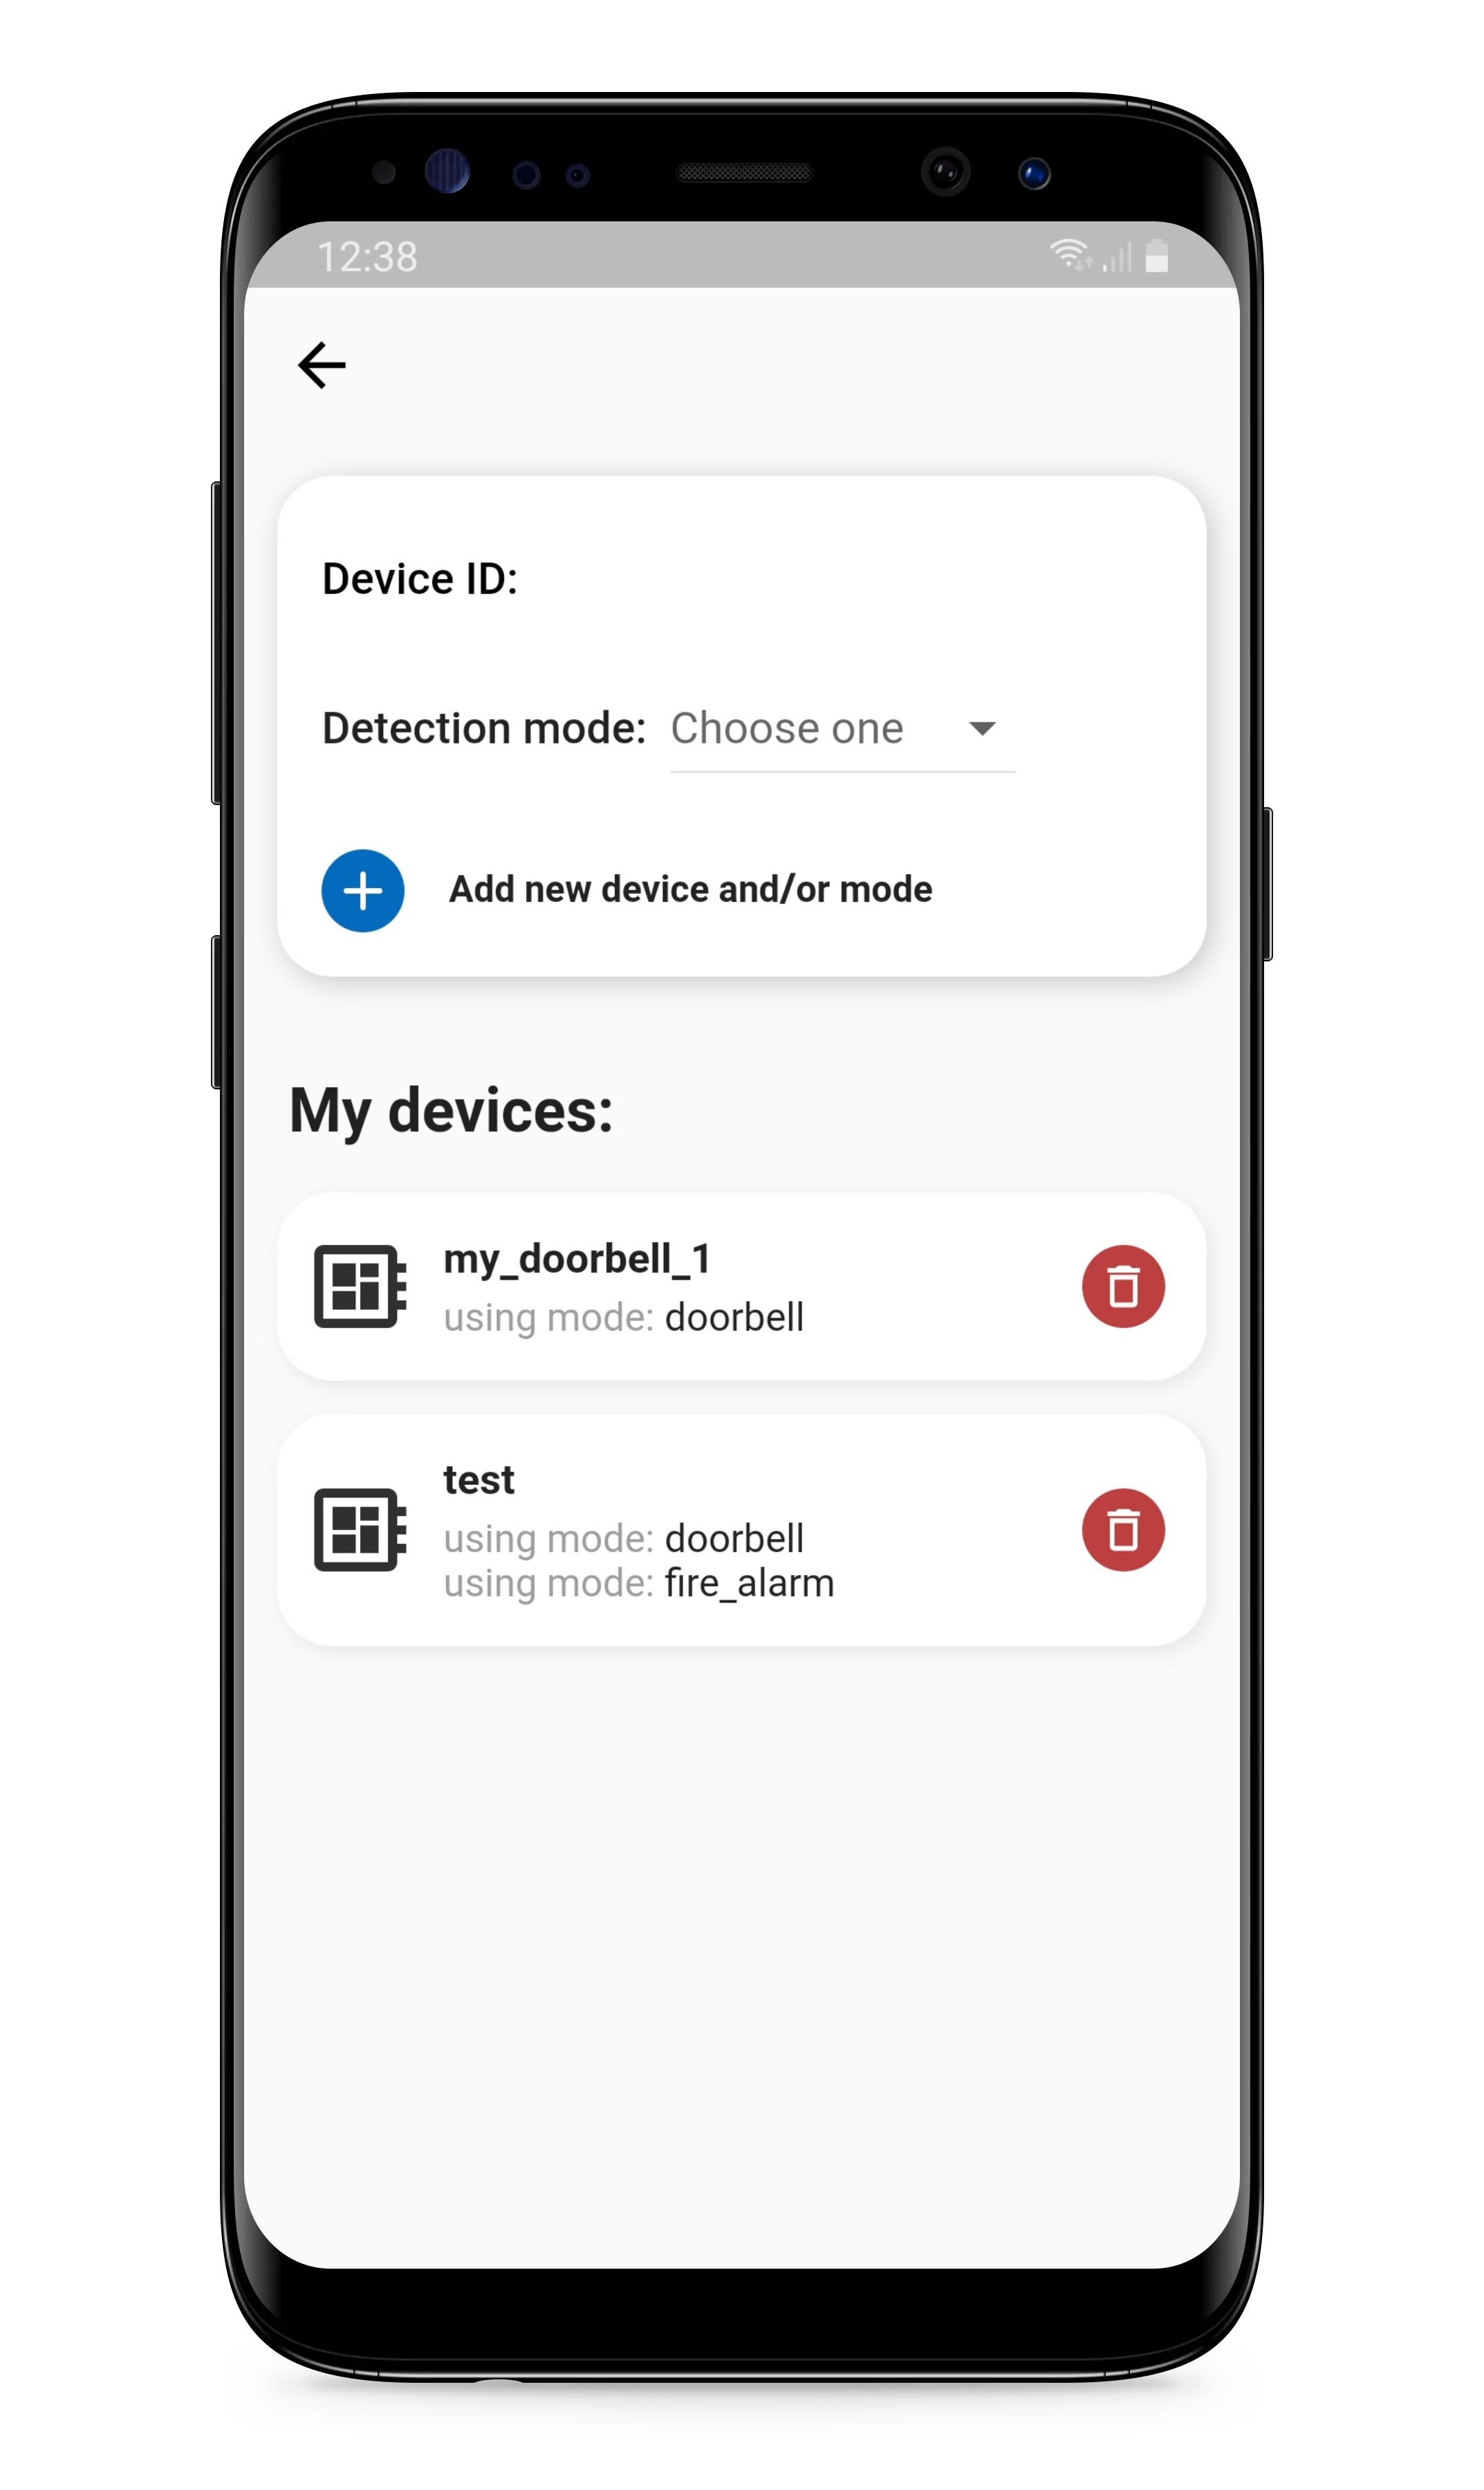 12:38
Device ID:
Detection mode: Choose one
Add new device and/or mode
My devices:
my_doorbell_1
using mode: doorbell
test
using mode: doorbell
using mode: fire_alarm